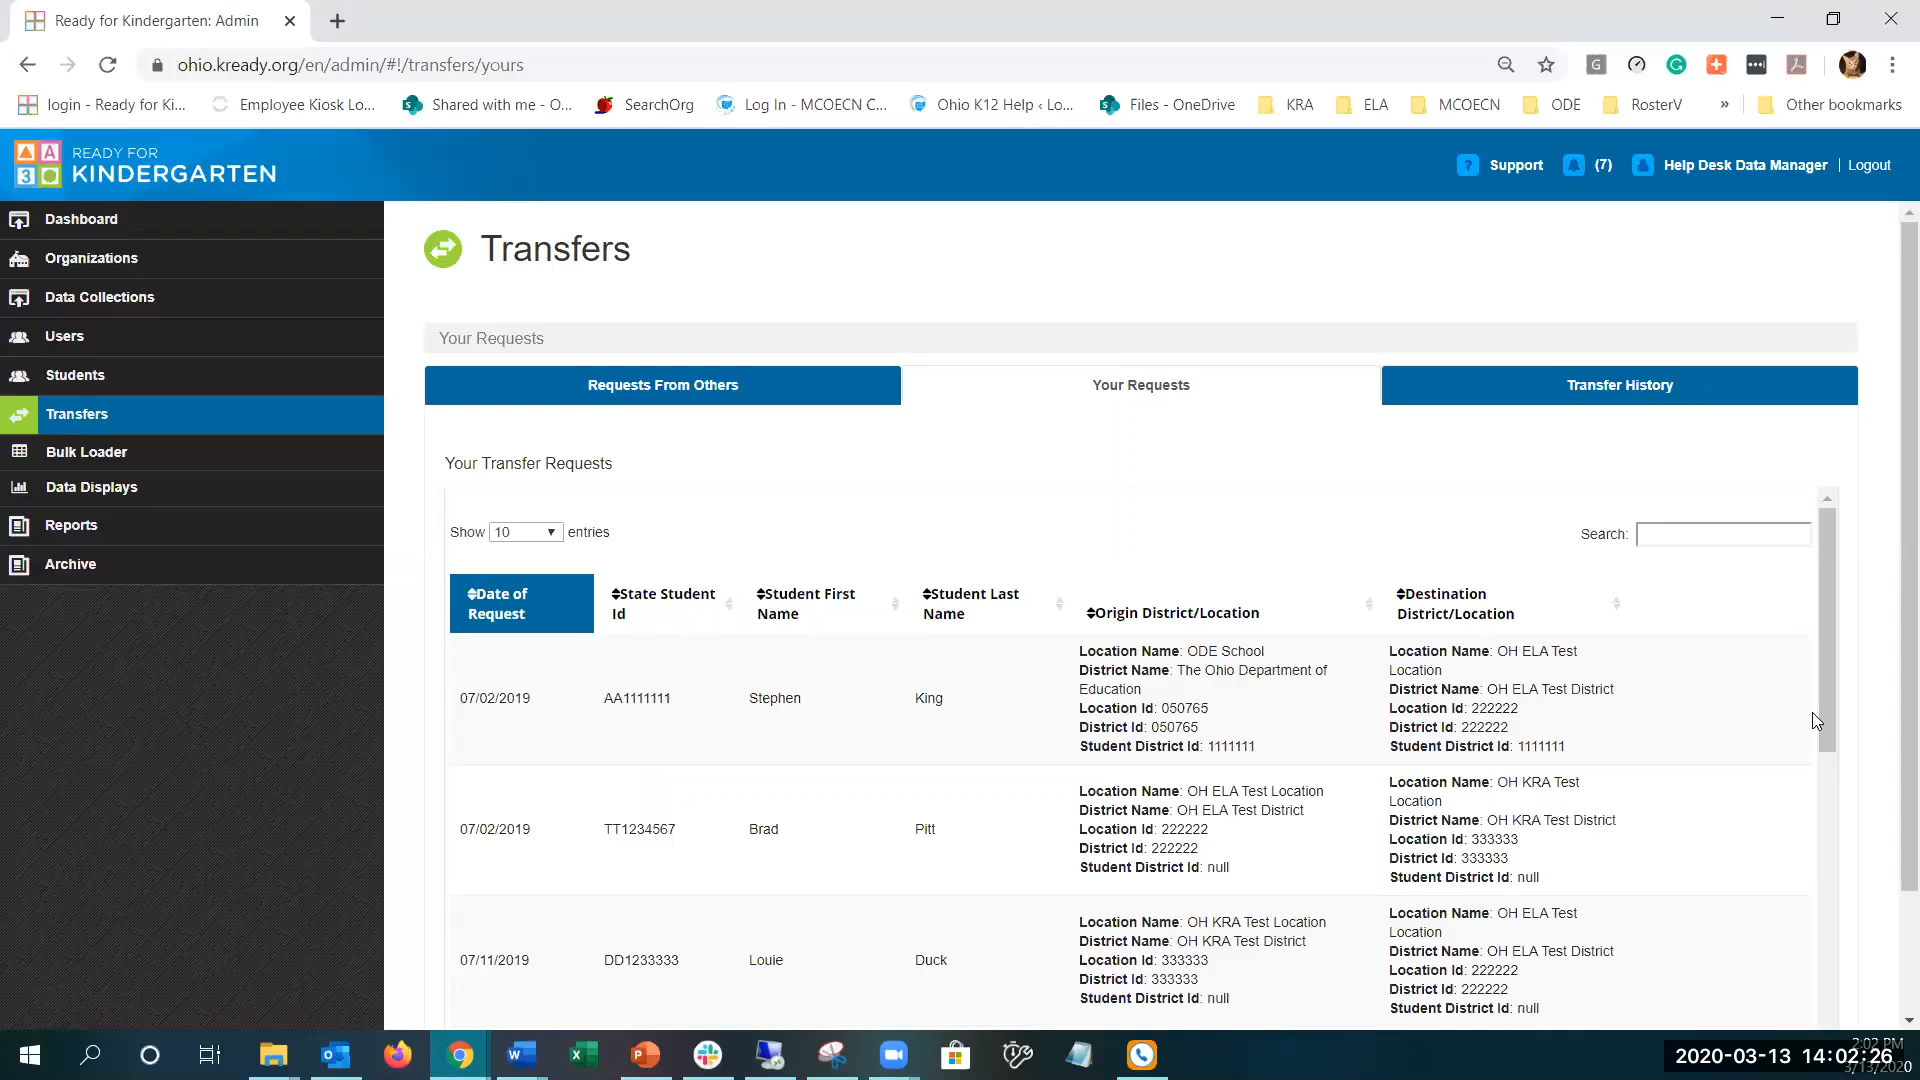 Ready for Kindergarten: Admin
ohio.kready.org/en/admin/#!/transfers/yours
login - Ready for Ki...
Employee Kiosk Lo...
Shared with me - O...
SearchOrg
Log In - MCOECN C...
Ohio K12 Help ‹ Lo...
Files - OneDrive
KRA
ELA
MCOECN
ODE
RosterV
»
Other bookmarks
READY FOR
KINDERGARTEN
? Support
(7)
Help Desk Data Manager | Logout
Dashboard
Organizations
Data Collections
Users
Students
Transfers
Bulk Loader
Data Displays
Reports
Archive
Transfers
Your Requests
Requests From Others
Your Requests
Transfer History
Your Transfer Requests
Show 10 entries
Search:
Date of
Request
State Student
Id
Student First
Name
Student Last
Name
Origin District/Location
Destination
District/Location
07/02/2019
AA1111111
Stephen
King
Location Name: ODE School
District Name: The Ohio Department of
Education
Location Id: 050765
District Id: 050765
Student District Id: 1111111
Location Name: OH ELA Test
Location
District Name: OH ELA Test District
Location Id: 222222
District Id: 222222
Student District Id: 1111111
07/02/2019
TT1234567
Brad
Pitt
Location Name: OH ELA Test Location
District Name: OH ELA Test District
Location Id: 222222
District Id: 222222
Student District Id: null
Location Name: OH KRA Test
Location
District Name: OH KRA Test District
Location Id: 333333
District Id: 333333
Student District Id: null
07/11/2019
DD1233333
Louie
Duck
Location Name: OH KRA Test Location
District Name: OH KRA Test District
Location Id: 333333
District Id: 333333
Student District Id: null
Location Name: OH ELA Test
Location
District Name: OH ELA Test District
Location Id: 222222
District Id: 222222
Student District Id: null
2:02 PM
2020-03-13 14:02:26
3/13/2020